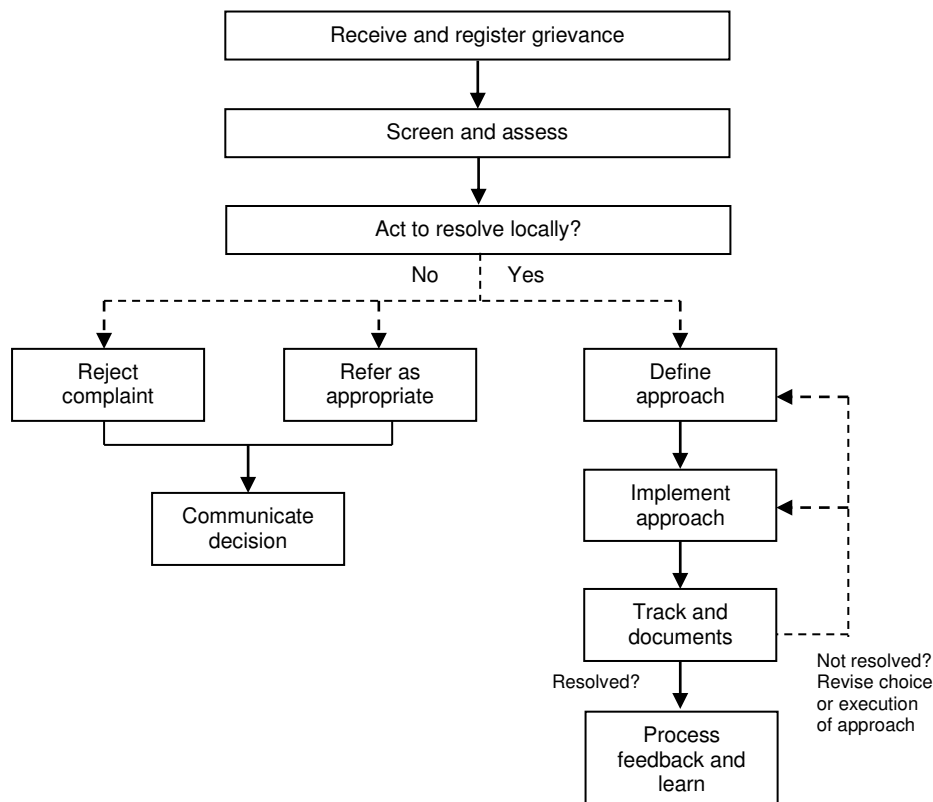 Receive and register grievance
Screen and assess
Act to resolve locally?
No
Yes
Reject
complaint
Refer as
appropriate
Define
approach
Communicate
decision
Implement
approach
Track and
documents
Not resolved?
Revise choice
or execution
of approach
Resolved?
Process
feedback and
learn